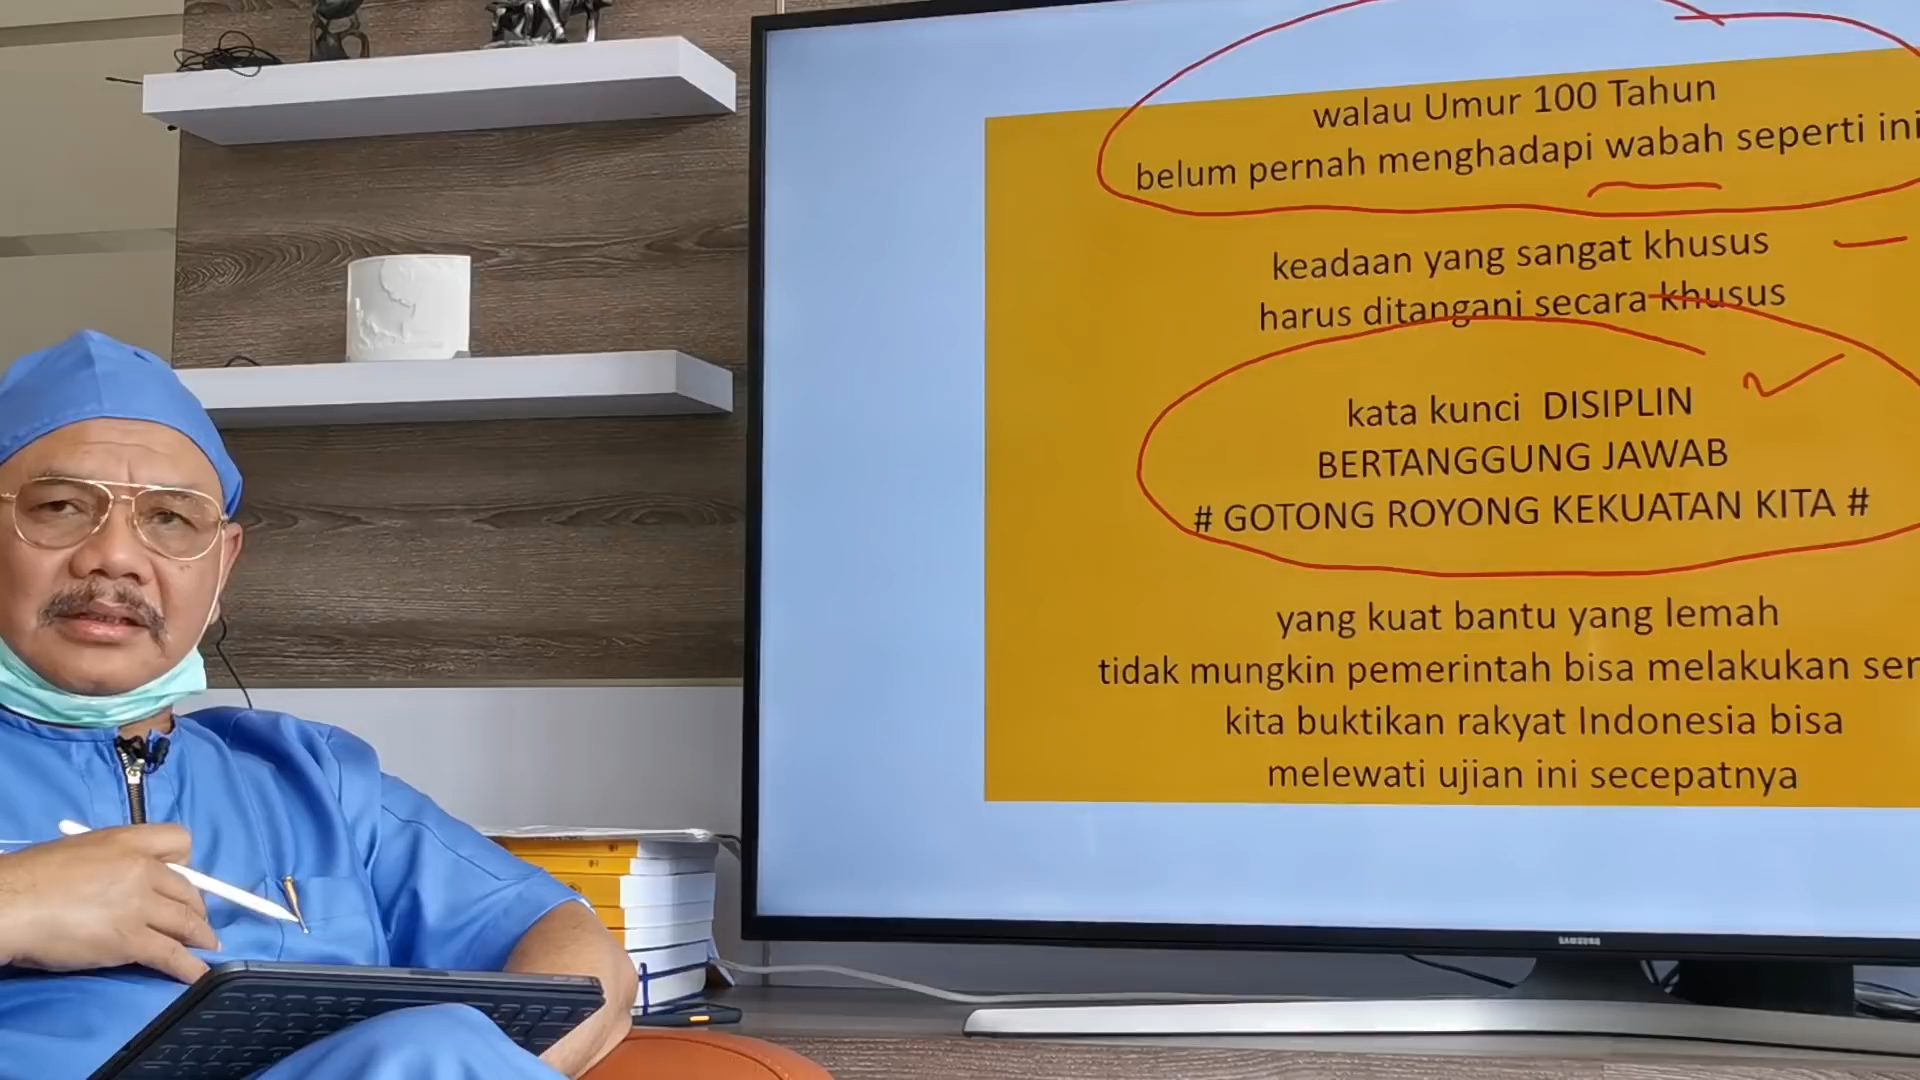 walau Umur 100 Tahun
belum pernah menghadapi wabah seperti ini
keadaan yang sangat khusus
harus ditangani secara khusus
kata kunci DISIPLIN
BERTANGGUNG JAWAB
# GOTONG ROYONG KEKUATAN KITA #
yang kuat bantu yang lemah
tidak mungkin pemerintah bisa melakukan
kita buktikan rakyat Indonesia bisa
melewati ujian ini secepatnya
SAMSUNG